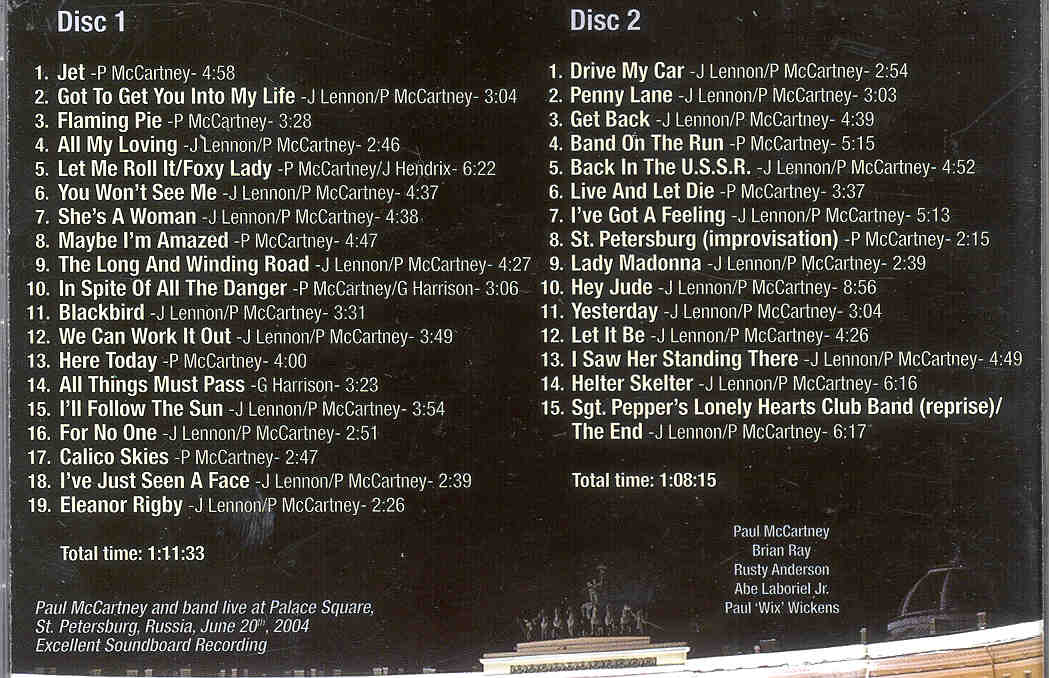 Disc 1
1. Jet -P McCartney- 4:58
2. Got To Get You Into My Life -J Lennon/P McCartney- 3:04
3. Flaming Pie -P McCartney- 3:28
4. All My Loving -J Lennon/P McCartney- 2:46
5. Let Me Roll It/Foxy Lady -P McCartney/J Hendrix- 6:22
6. You Won't See Me -J Lennon/P McCartney- 4:37
7. She's A Woman -J Lennon/P McCartney- 4:38
8. Maybe I'm Amazed -P McCartney- 4:47
9. The Long And Winding Road -J Lennon/P McCartney- 4:27
10. In Spite Of All The Danger -P McCartney/G Harrison- 3:06
11. Blackbird -J Lennon/P McCartney- 3:31
12. We Can Work It Out -J Lennon/P McCartney- 3:49
13. Here Today -P McCartney- 4:00
14. All Things Must Pass -G Harrison- 3:23
15. I'll Follow The Sun -J Lennon/P McCartney- 3:54
16. For No One -J Lennon/P McCartney- 2:51
17. Calico Skies -P McCartney- 2:47
18. I've Just Seen A Face -J Lennon/P McCartney- 2:39
19. Eleanor Rigby -J Lennon/P McCartney- 2:26
Total time: 1:11:33
Paul McCartney and band live at Palace Square,
St. Petersburg, Russia, June 20th, 2004
Excellent Soundboard Recording
Disc 2
1. Drive My Car -J Lennon/P McCartney- 2:54
2. Penny Lane -J Lennon/P McCartney- 3:03
3. Get Back -J Lennon/P McCartney- 4:39
4. Band On The Run -P McCartney- 5:15
5. Back In The U.S.S.R. -J Lennon/P McCartney- 4:52
6. Live And Let Die -P McCartney- 3:37
7. I've Got A Feeling -J Lennon/P McCartney- 5:13
8. St. Petersburg (improvisation) -P McCartney- 2:15
9. Lady Madonna -J Lennon/P McCartney- 2:39
10. Hey Jude -J Lennon/P McCartney- 8:56
11. Yesterday -J Lennon/P McCartney- 3:04
12. Let It Be -J Lennon/P McCartney- 4:26
13. I Saw Her Standing There -J Lennon/P McCartney- 4:49
14. Helter Skelter -J Lennon/P McCartney- 6:16
15. Sgt. Pepper's Lonely Hearts Club Band (reprise)/
The End -J Lennon/P McCartney- 6:17
Total time: 1:08:15
Paul McCartney
Brian Ray
Rusty Anderson
Abe Laboriel Jr.
Paul 'Wix' Wickens